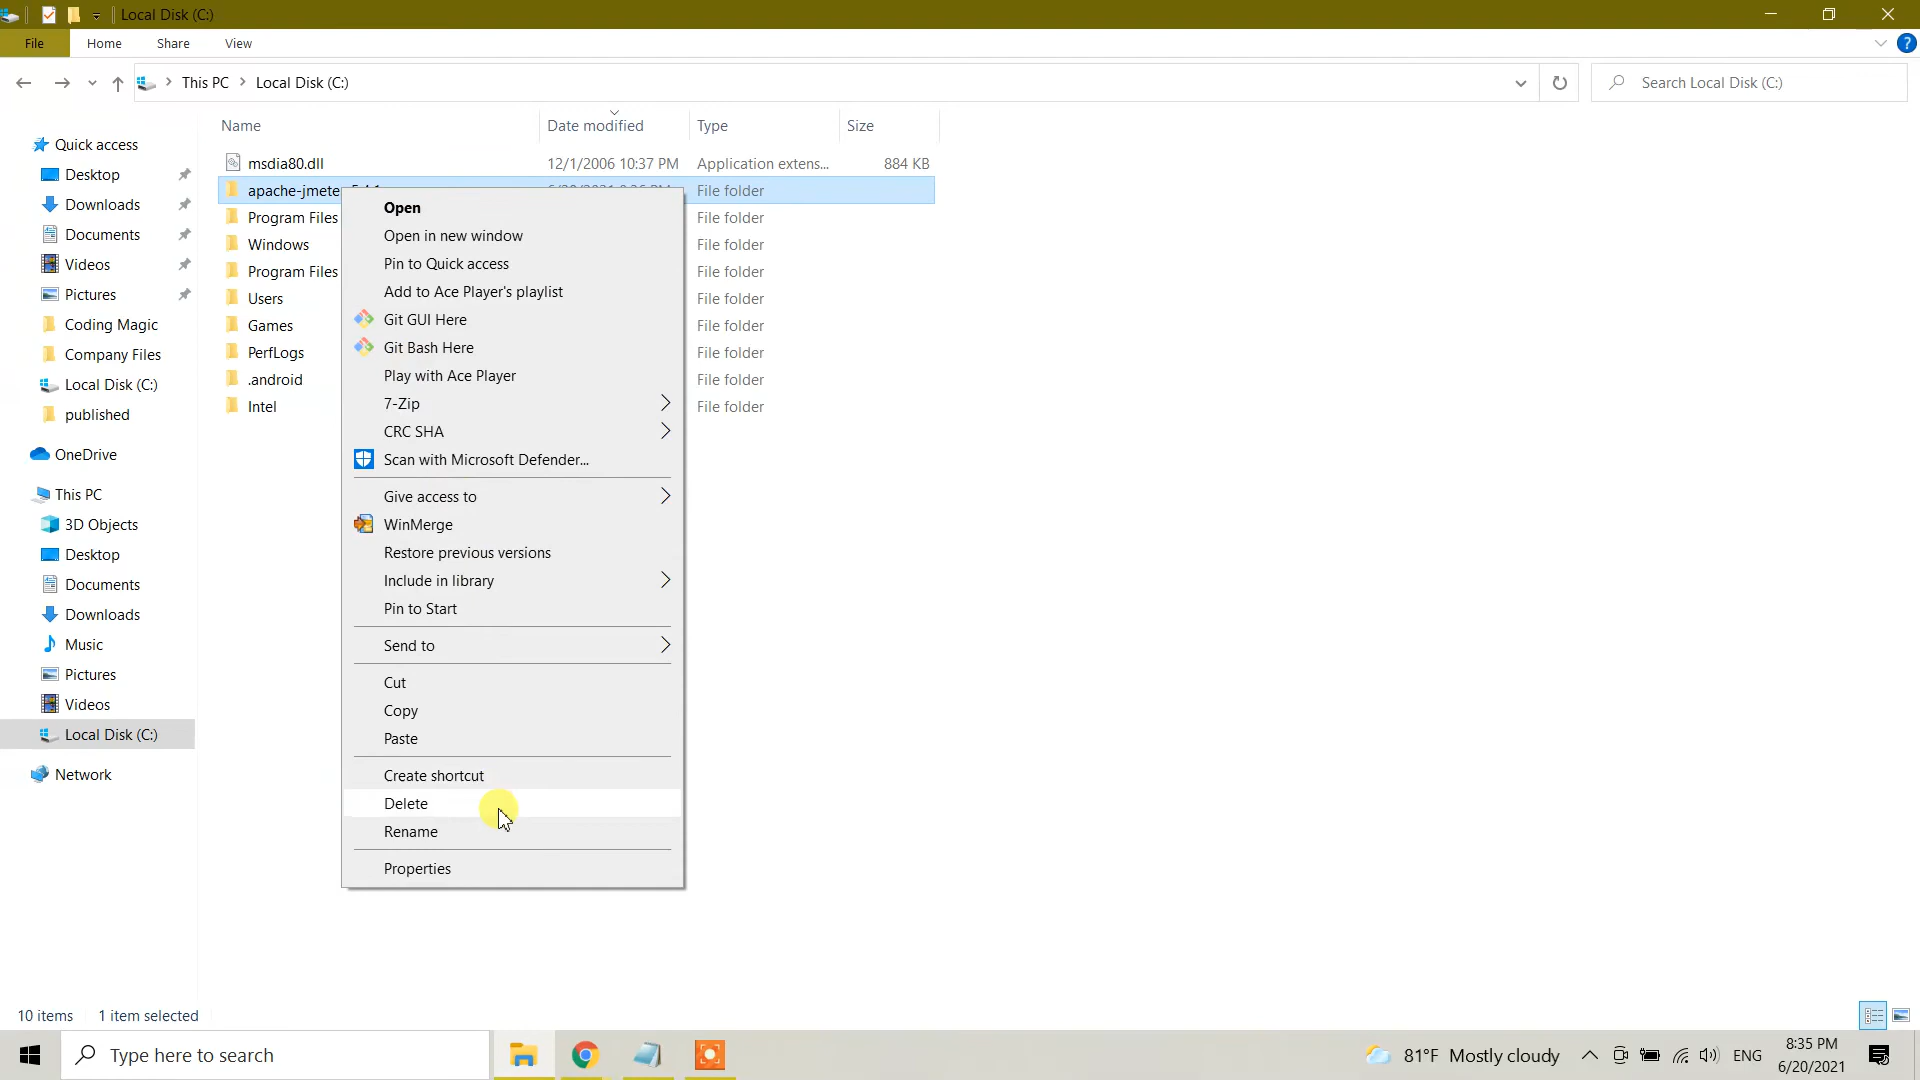 Local Disk (C:)
File
Home
Share
View
This PC
Local Disk (C:)
Search Local Disk (C:)
Name
Date modified
Type
Size
msdia80.dll
12/1/2006 10:37 PM
Application extens...
884 KB
apache-jmeter
File folder
Program Files
File folder
Windows
File folder
Program Files
File folder
Users
File folder
Games
File folder
PerfLogs
File folder
.android
File folder
Intel
File folder
Quick access
Desktop
Downloads
Documents
Videos
Pictures
Coding Magic
Company Files
Local Disk (C:)
published
OneDrive
This PC
3D Objects
Desktop
Documents
Downloads
Music
Pictures
Videos
Local Disk (C:)
Network
Open
Open in new window
Pin to Quick access
Add to Ace Player's playlist
Git GUI Here
Git Bash Here
Play with Ace Player
7-Zip
CRC SHA
Scan with Microsoft Defender...
Give access to
WinMerge
Restore previous versions
Include in library
Pin to Start
Send to
Cut
Copy
Paste
Create shortcut
Delete
Rename
Properties
10 items
1 item selected
Type here to search
81°F Mostly cloudy
ENG
8:35 PM
6/20/2021